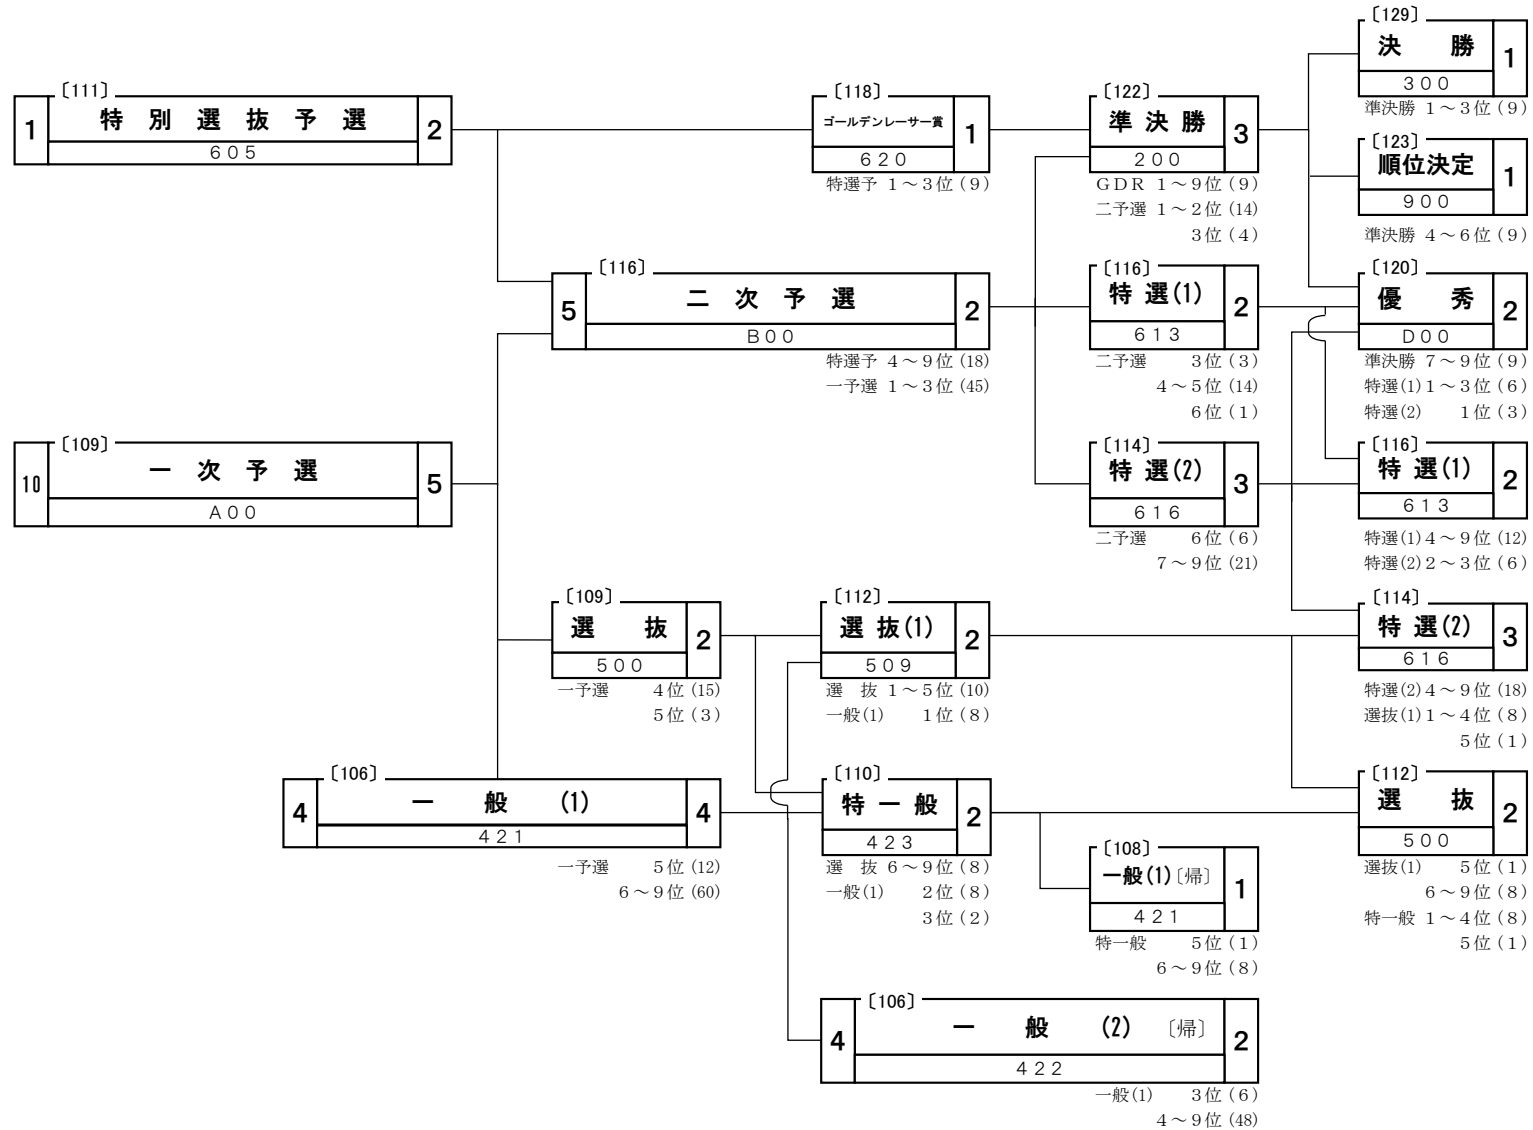 〔129〕
決 勝
1
300
準決勝 1～3位(9)
〔111〕
1
特 別 選 抜 予 選
2
605
〔118〕
ゴールデンレーサー賞
1
620
特選予 1～3位(9)
〔122〕
準 決 勝
3
200
GDR 1～9位(9)
二予選 1～2位(14)
3位(4)
〔123〕
順位決定
1
900
準決勝 4～6位(9)
〔116〕
5
二 次 予 選
2
B00
特選予 4～9位(18)
一予選 1～3位(45)
〔116〕
特 選(1)
2
613
二予選 3位(3)
4～5位(14)
6位(1)
〔120〕
優 秀
2
D00
準決勝 7～9位(9)
特選(1)1～3位(6)
特選(2) 1位(3)
〔109〕
10
一 次 予 選
5
A00
〔114〕
特 選(2)
3
616
二予選 6位(6)
7～9位(21)
〔116〕
特 選(1)
2
613
特選(1)4～9位(12)
特選(2)2～3位(6)
〔109〕
選 抜
2
500
一予選 4位(15)
5位(3)
〔112〕
選 抜(1)
2
509
選 抜 1～5位(10)
一般(1) 1位(8)
〔114〕
特 選(2)
3
616
特選(2)4～9位(18)
選抜(1)1～4位(8)
5位(1)
〔106〕
4
一 般 (1)
4
421
一予選 5位(12)
6～9位(60)
〔110〕
特 一 般
2
423
選 抜 6～9位(8)
一般(1) 2位(8)
3位(2)
〔108〕
一般(1)〔帰〕
1
421
特一般 5位(1)
6～9位(8)
〔112〕
選 抜
2
500
選抜(1) 5位(1)
6～9位(8)
特一般 1～4位(8)
5位(1)
〔106〕
4
一 般 (2) 〔帰〕
2
422
一般(1) 3位(6)
4～9位(48)